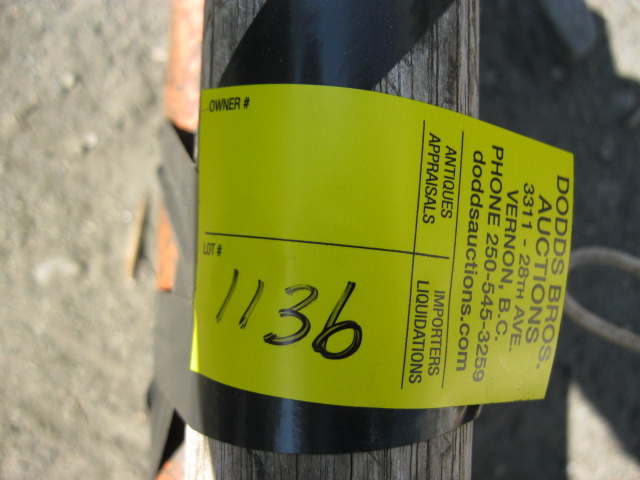 DODDS BROS.
AUCTIONS
3311 - 28TH AVE.
VERNON, B.C.
PHONE 250-545-3259
doddsauctions.com
ANTIQUES
APPRAISALS
IMPORTERS
LIQUIDATIONS
OWNER #
LOT #
1136